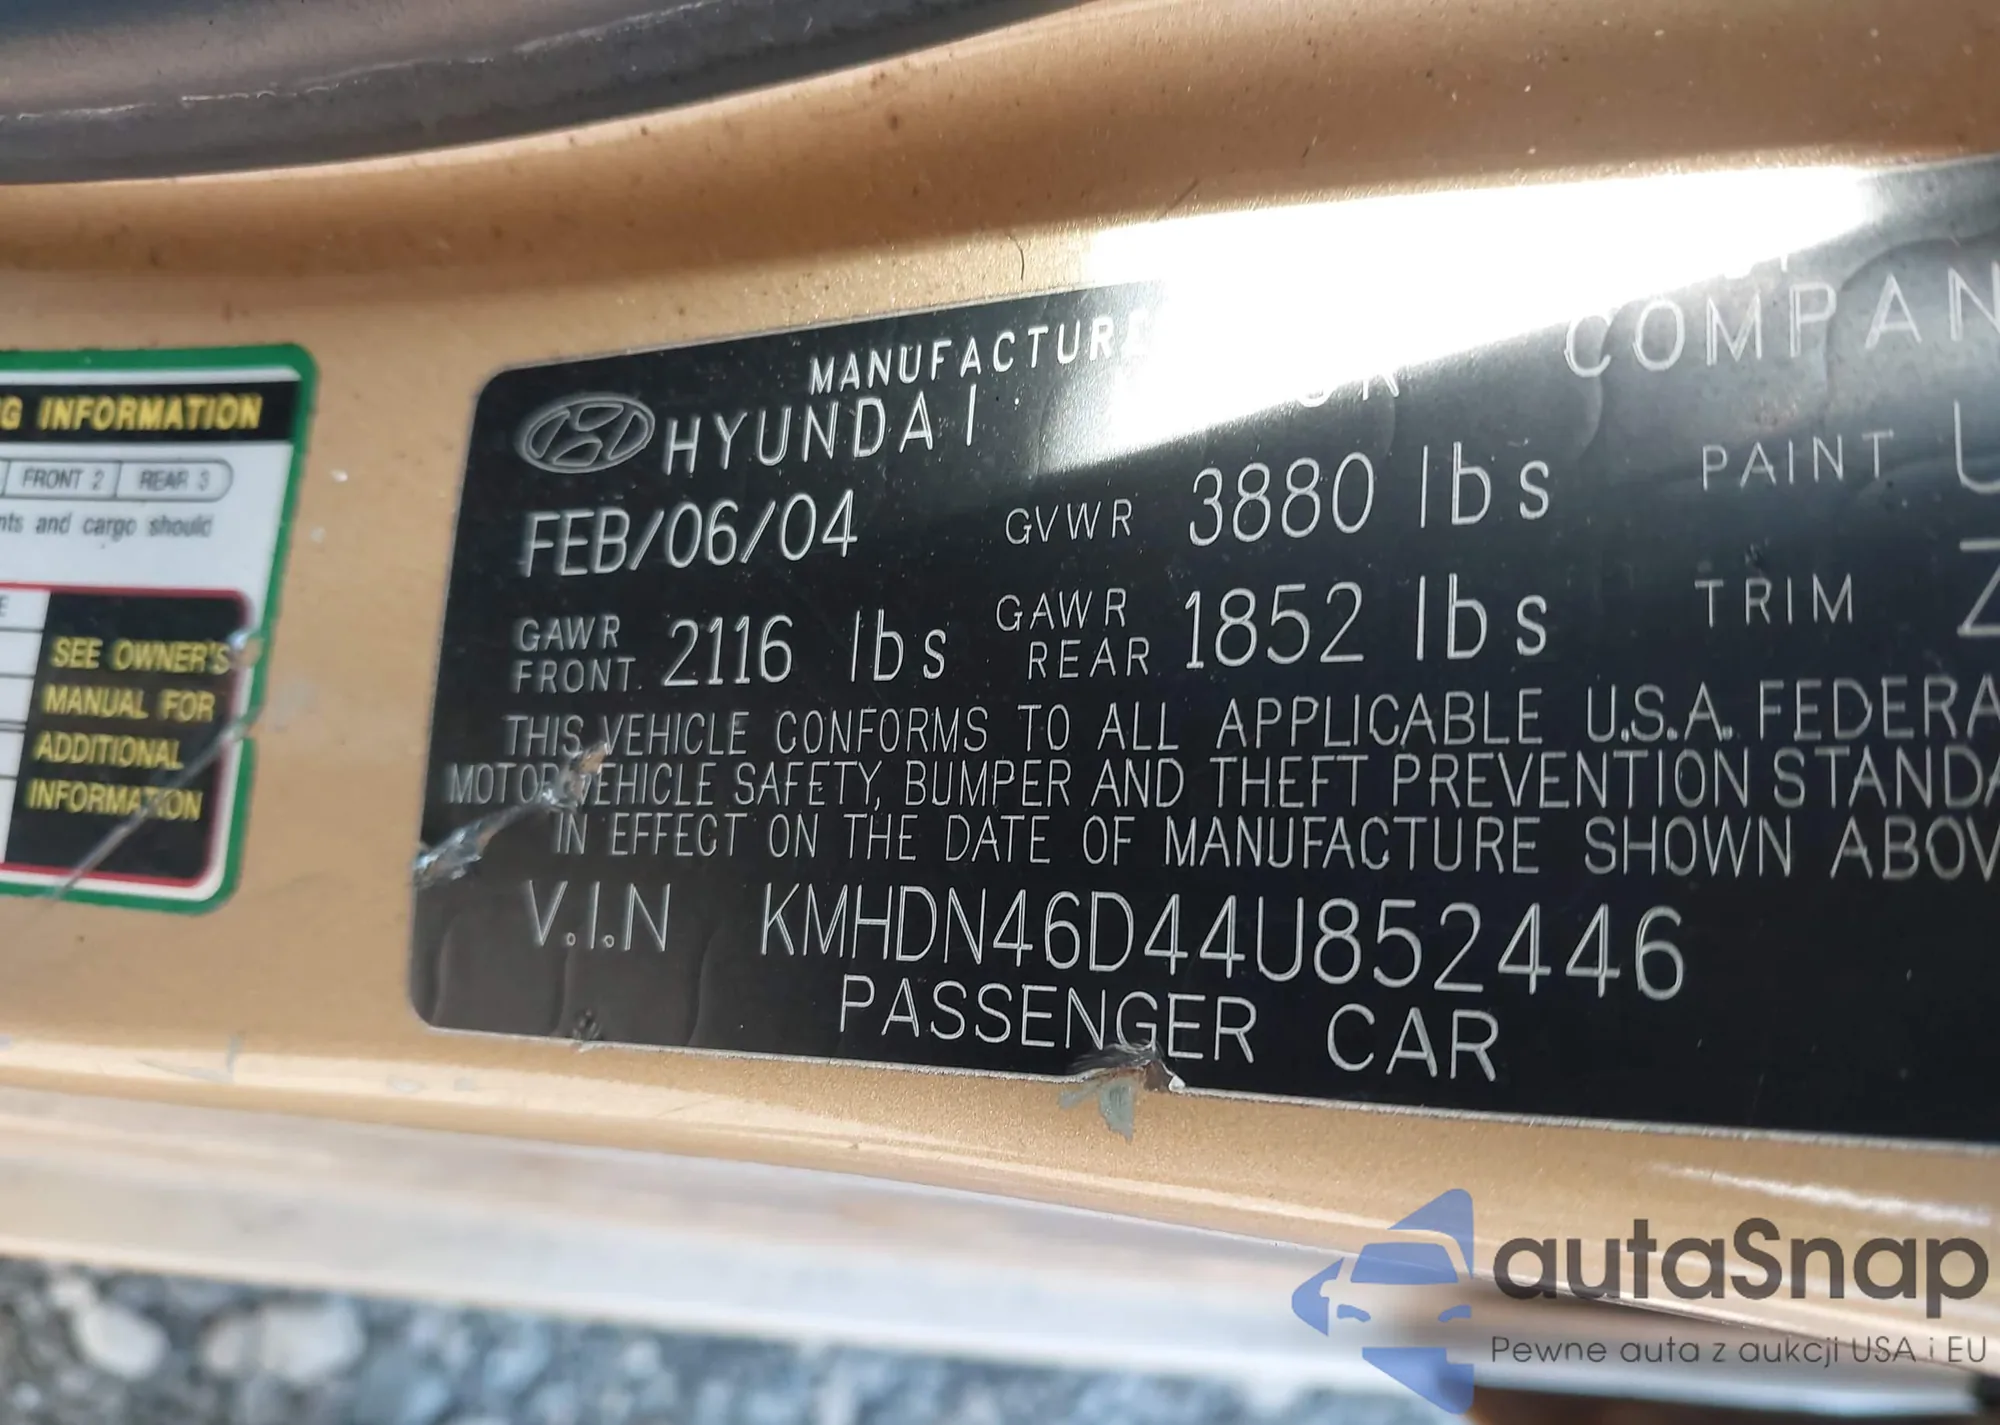 G INFORMATION
FRONT 2 REAR 3
nts and cargo should
SEE OWNER'S
MANUAL FOR
ADDITIONAL
INFORMATION
MANUFACTURE
HYUNDAI COMPAN
FEB/06/04 GVWR 3880 lbs PAINT
GAWR FRONT 2116 lbs GAWR REAR 1852 lbs TRIM
THIS VEHICLE CONFORMS TO ALL APPLICABLE U.S.A. FEDERA
MOTOR VEHICLE SAFETY, BUMPER AND THEFT PREVENTION STANDA
IN EFFECT ON THE DATE OF MANUFACTURE SHOWN ABOV
V.I.N KMHDN46D44U852446
PASSENGER CAR
autaSnap
Pewne auta z aukcji USA i EU